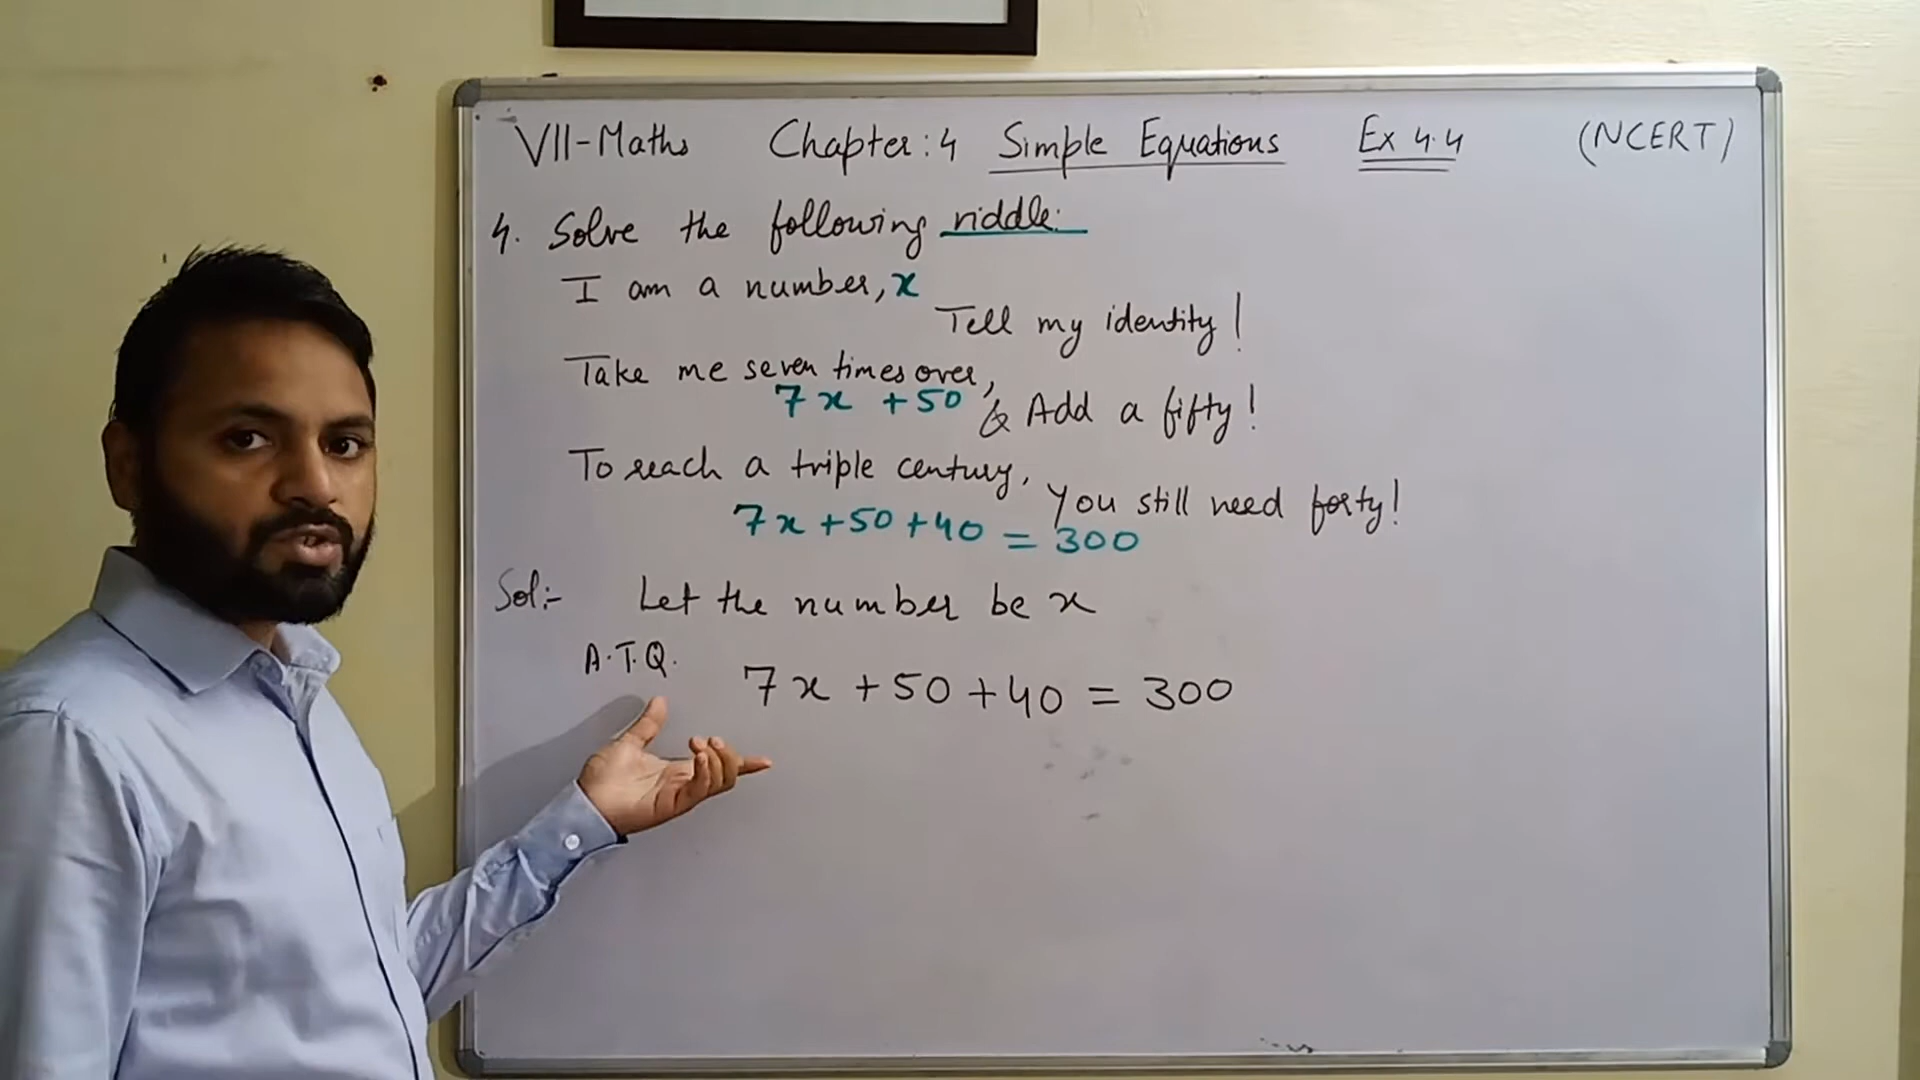 VII-Maths Chapter:4 Simple Equations Ex 4.4 (NCERT)
4. Solve the following riddle:
I am a number, x
Tell my identity!
Take me seven times over,
7x +50
& Add a fifty!
To reach a triple century,
You still need forty!
7x+50+40 = 300
Sol:- Let the number be x
A.T.Q. 7x +50 +40 = 300